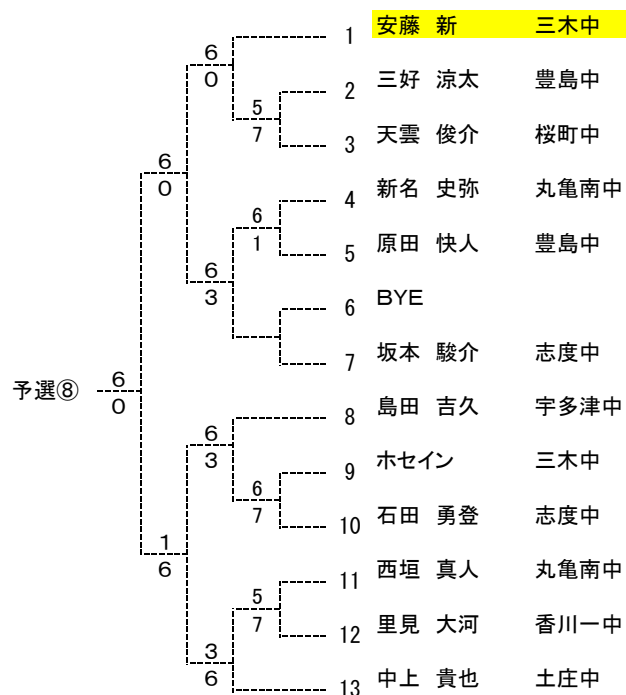 1 安藤 新 三木中
6
0
2 三好 涼太 豊島中
5
7
3 天雲 俊介 桜町中
6
0
4 新名 史弥 丸亀南中
6
1
5 原田 快人 豊島中
6
3
6 BYE
7 坂本 駿介 志度中
予選⑧
6
0
8 島田 吉久 宇多津中
6
3
9 ホセイン 三木中
6
7
10 石田 勇登 志度中
1
6
11 西垣 真人 丸亀南中
5
7
12 里見 大河 香川一中
3
6
13 中上 貴也 土庄中